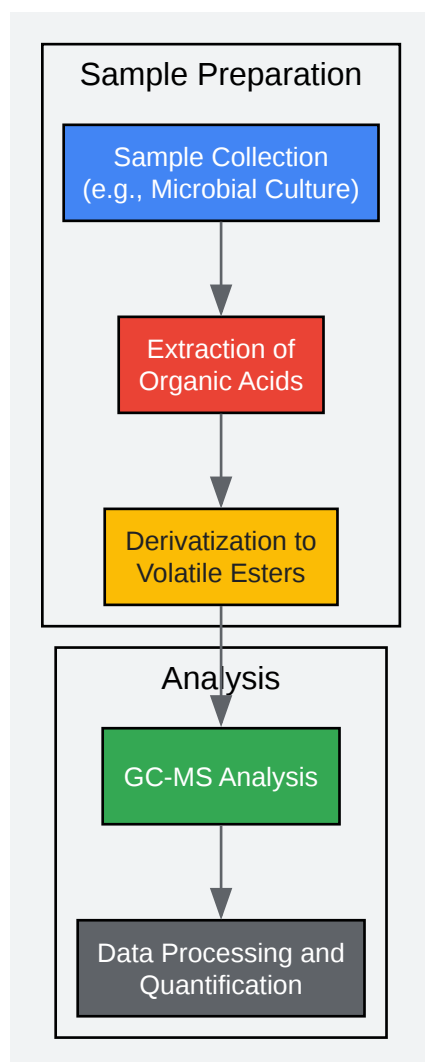 Sample Preparation
Sample Collection
(e.g., Microbial Culture)
Extraction of
Organic Acids
Derivatization to
Volatile Esters
Analysis
GC-MS Analysis
Data Processing and
Quantification